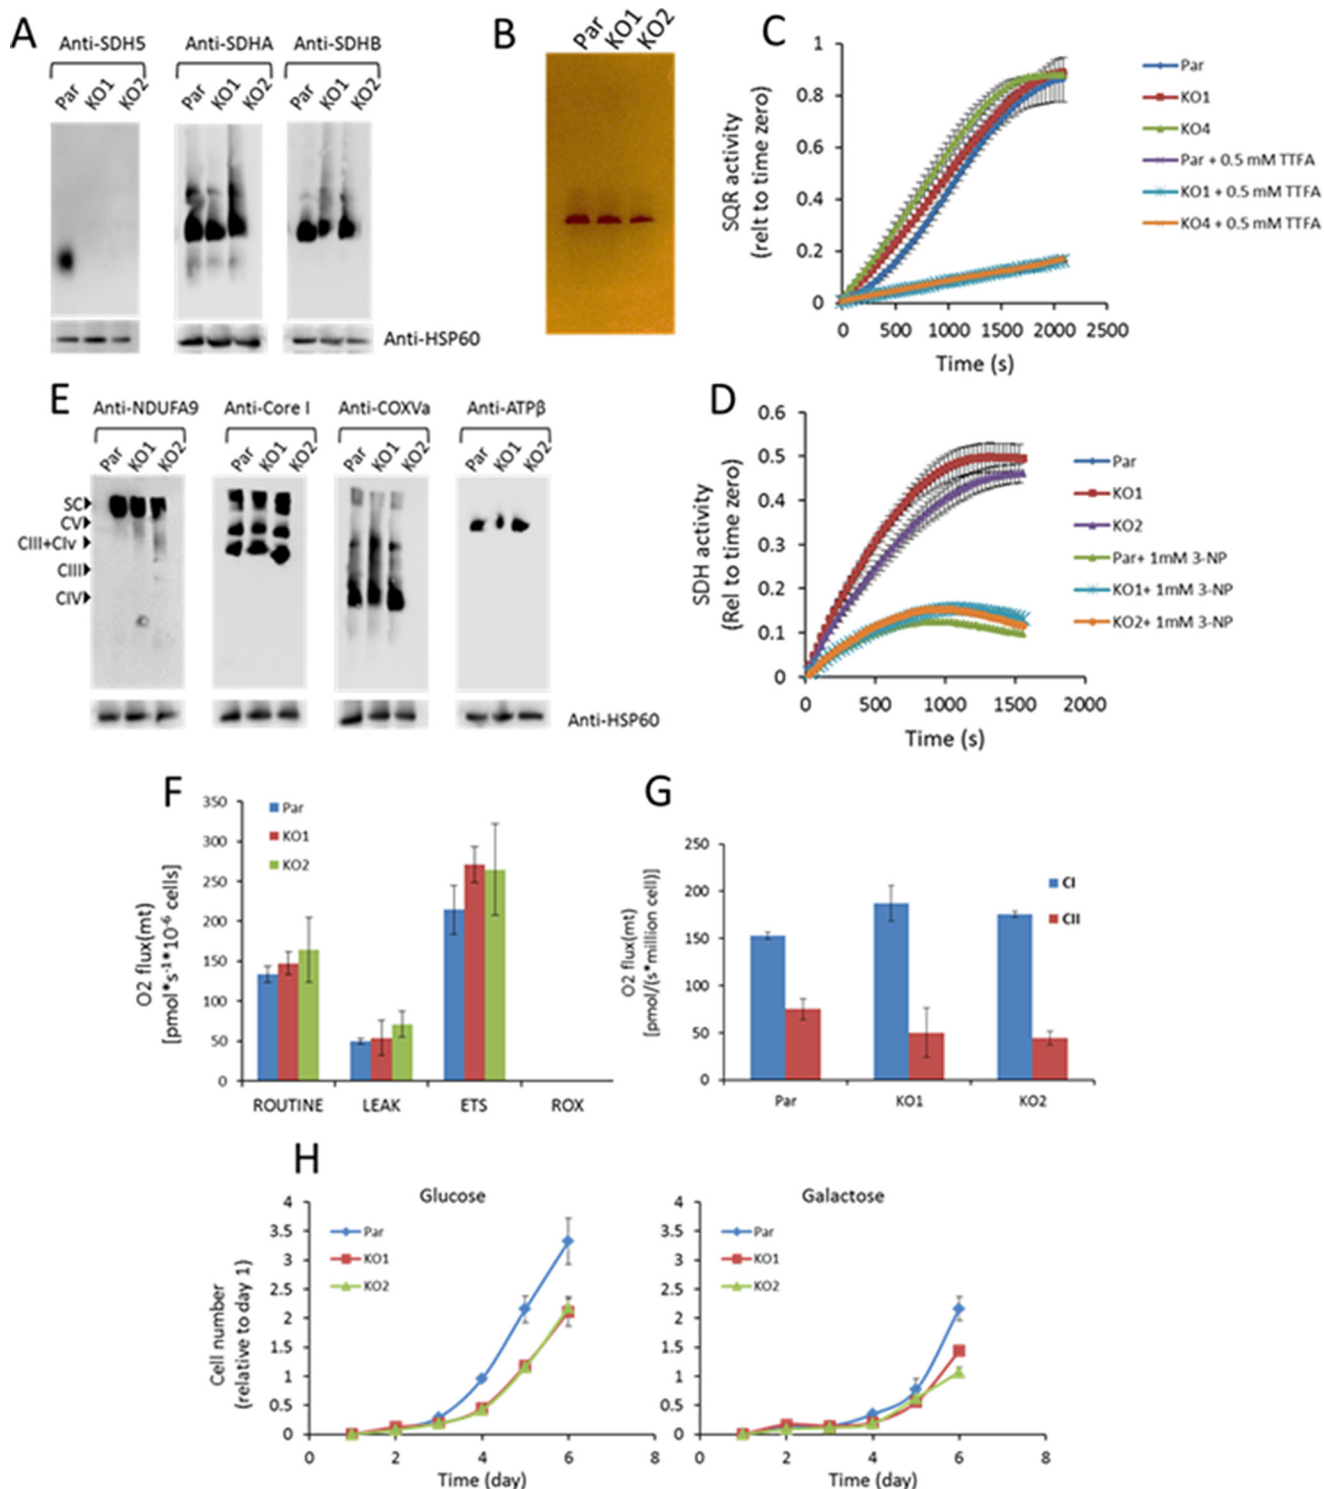 A
Anti-SDH5 Anti-SDHA Anti-SDHB
Par KO1 KO2 Par KO1 KO2 Par KO1 KO2
Anti-HSP60
B
Par KO1 KO2
C
SQR activity
(relt to time zero)
1
0.8
0.6
0.4
0.2
0
0 500 1000 1500 2000 2500
Time (s)
Par
KO1
KO4
Par + 0.5 mM TTFA
KO1 + 0.5 mM TTFA
KO4 + 0.5 mM TTFA
E
Anti-NDUFA9 Anti-Core I Anti-COXVa Anti-ATPβ
Par KO1 KO2 Par KO1 KO2 Par KO1 KO2 Par KO1 KO2
SC
CV
CIII+CIv
CIII
CIV
Anti-HSP60
D
SDH activity
(Rel to time zero)
0.6
0.5
0.4
0.3
0.2
0.1
0
0 500 1000 1500 2000
Time (s)
Par
KO1
KO2
Par+ 1mM 3-NP
KO1+ 1mM 3-NP
KO2+ 1mM 3-NP
F
O2 flux(mt)
[pmol*s⁻¹*10⁻⁶ cells]
350
300
250
200
150
100
50
0
Par
KO1
KO2
ROUTINE LEAK ETS ROX
G
O2 flux(mt)
[pmol/(s*million cell)]
250
200
150
100
50
0
CI
CII
Par KO1 KO2
H
Glucose
Cell number
(relative to day 1)
4
3.5
3
2.5
2
1.5
1
0.5
0
Par
KO1
KO2
0 2 4 6 8
Time (day)
Galactose
4
3.5
3
2.5
2
1.5
1
0.5
0
Par
KO1
KO2
0 2 4 6 8
Time (day)